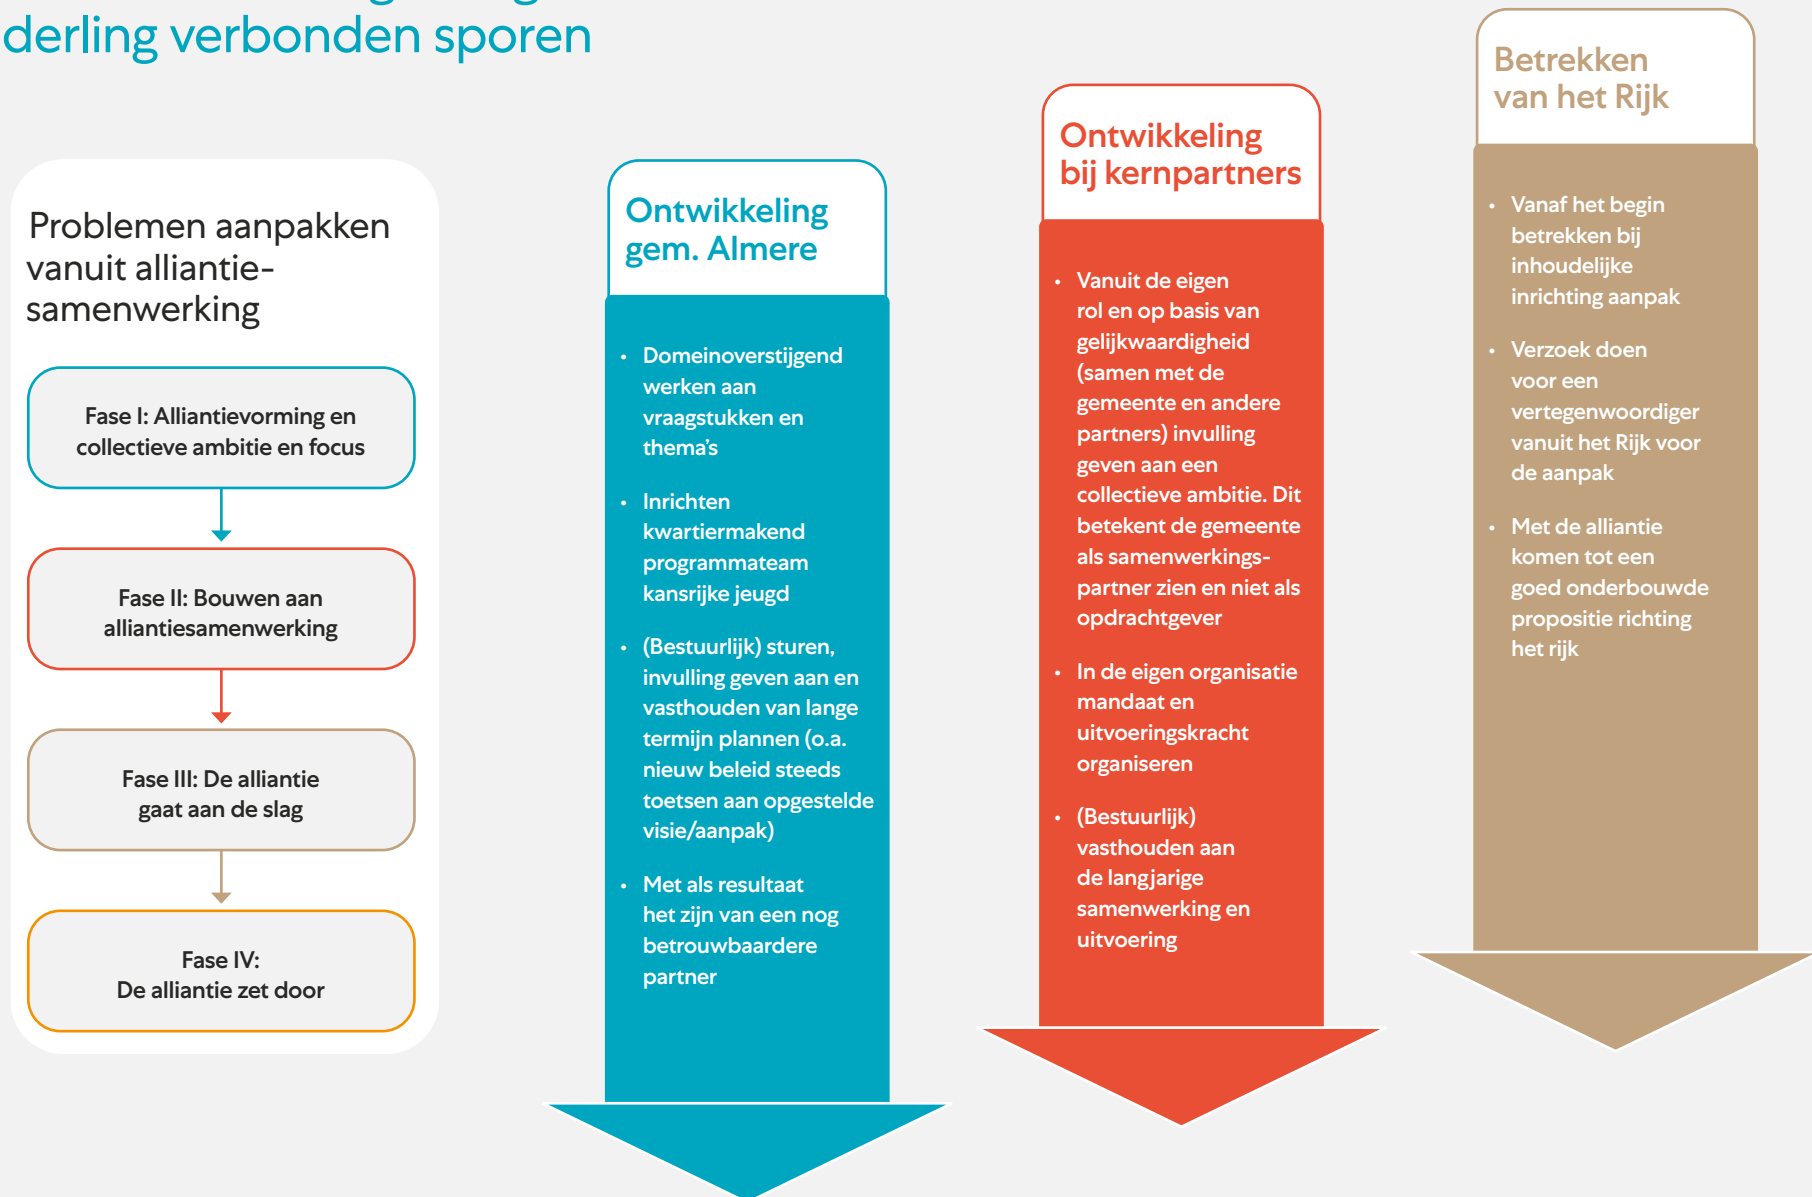 derling verbonden sporen
Problemen aanpakken
vanuit alliantie-
samenwerking
Fase I: Alliantievorming en
collectieve ambitie en focus
Fase II: Bouwen aan
alliantiesamenwerking
Fase III: De alliantie
gaat aan de slag
Fase IV:
De alliantie zet door
Ontwikkeling
gem. Almere
• Domeinoverstijgend
werken aan
vraagstukken en
thema's
• Inrichten
kwartiermakend
programmateam
kansrijke jeugd
• (Bestuurlijk) sturen,
invulling geven aan en
vasthouden van lange
termijn plannen (o.a.
nieuw beleid steeds
toetsen aan opgestelde
visie/aanpak)
• Met als resultaat
het zijn van een nog
betrouwbaardere
partner
Ontwikkeling
bij kernpartners
• Vanuit de eigen
rol en op basis van
gelijkwaardigheid
(samen met de
gemeente en andere
partners) invulling
geven aan een
collectieve ambitie. Dit
betekent de gemeente
als samenwerkings-
partner zien en niet als
opdrachtgever
• In de eigen organisatie
mandaat en
uitvoeringskracht
organiseren
• (Bestuurlijk)
vasthouden aan
de langjarige
samenwerking en
uitvoering
Betrekken
van het Rijk
• Vanaf het begin
betrekken bij
inhoudelijke
inrichting aanpak
• Verzoek doen
voor een
vertegenwoordiger
vanuit het Rijk voor
de aanpak
• Met de alliantie
komen tot een
goed onderbouwde
propositie richting
het rijk